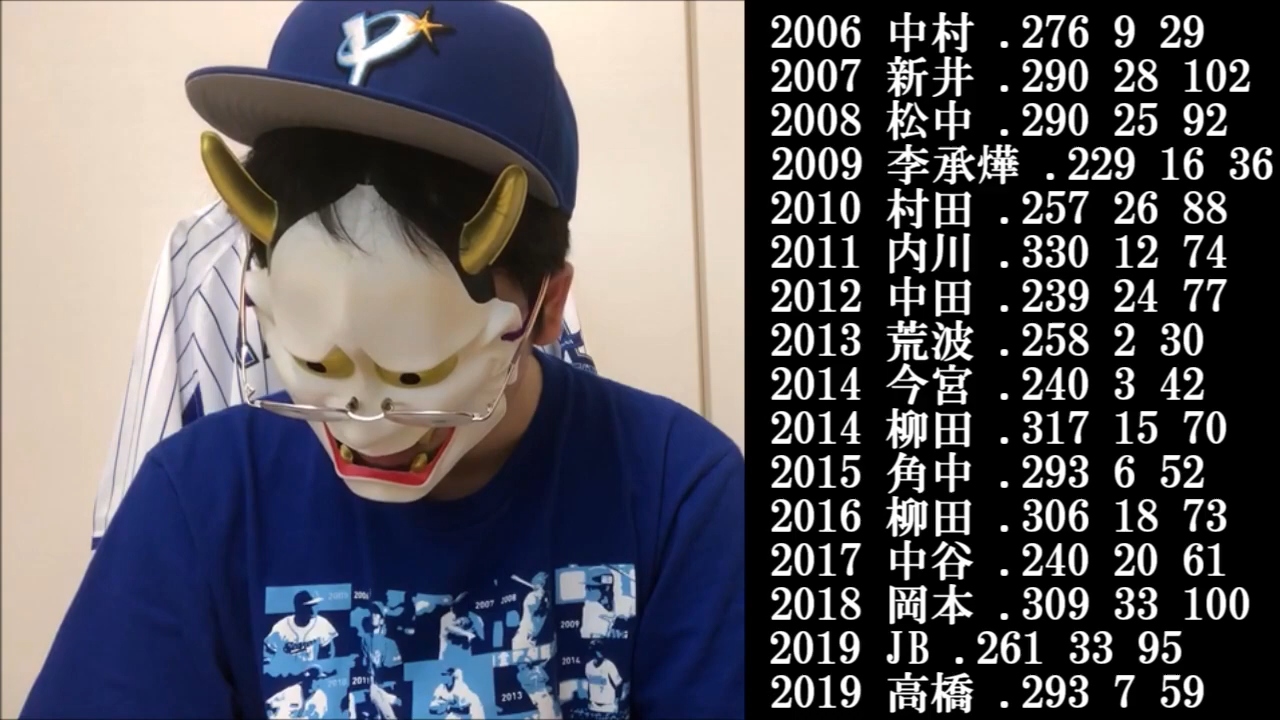 2006 中村 .276 9 29
2007 新井 .290 28 102
2008 松中 .290 25 92
2009 李承燁 .229 16 36
2010 村田 .257 26 88
2011 内川 .330 12 74
2012 中田 .239 24 77
2013 荒波 .258 2 30
2014 今宮 .240 3 42
2014 柳田 .317 15 70
2015 角中 .293 6 52
2016 柳田 .306 18 73
2017 中谷 .240 20 61
2018 岡本 .309 33 100
2019 JB .261 33 95
2019 高橋 .293 7 59
2007
2008
2009
2014
2013